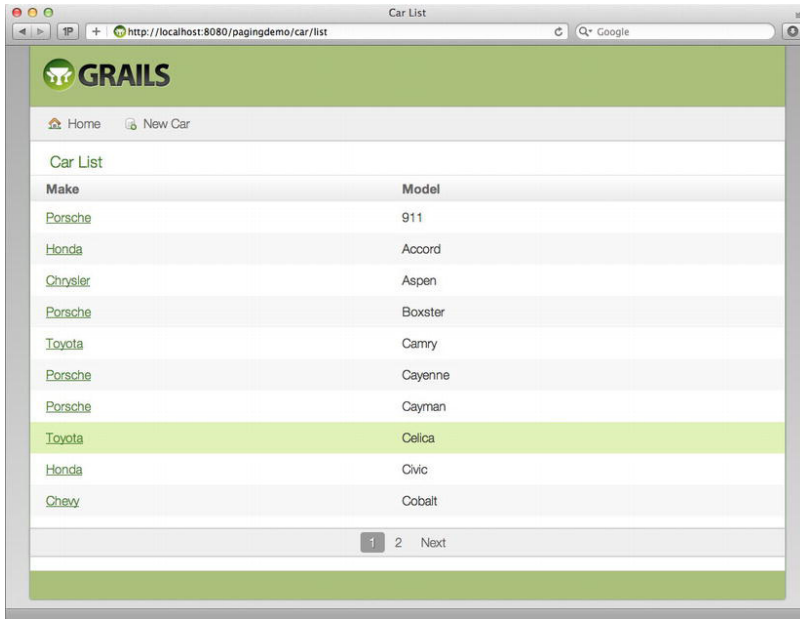 Car List
1P + http://localhost:8080/pagingdemo/car/list Google
GRAILS
Home New Car
Car List
Make Model
Porsche 911
Honda Accord
Chrysler Aspen
Porsche Boxster
Toyota Camry
Porsche Cayenne
Porsche Cayman
Toyota Celica
Honda Civic
Chevy Cobalt
1 2 Next